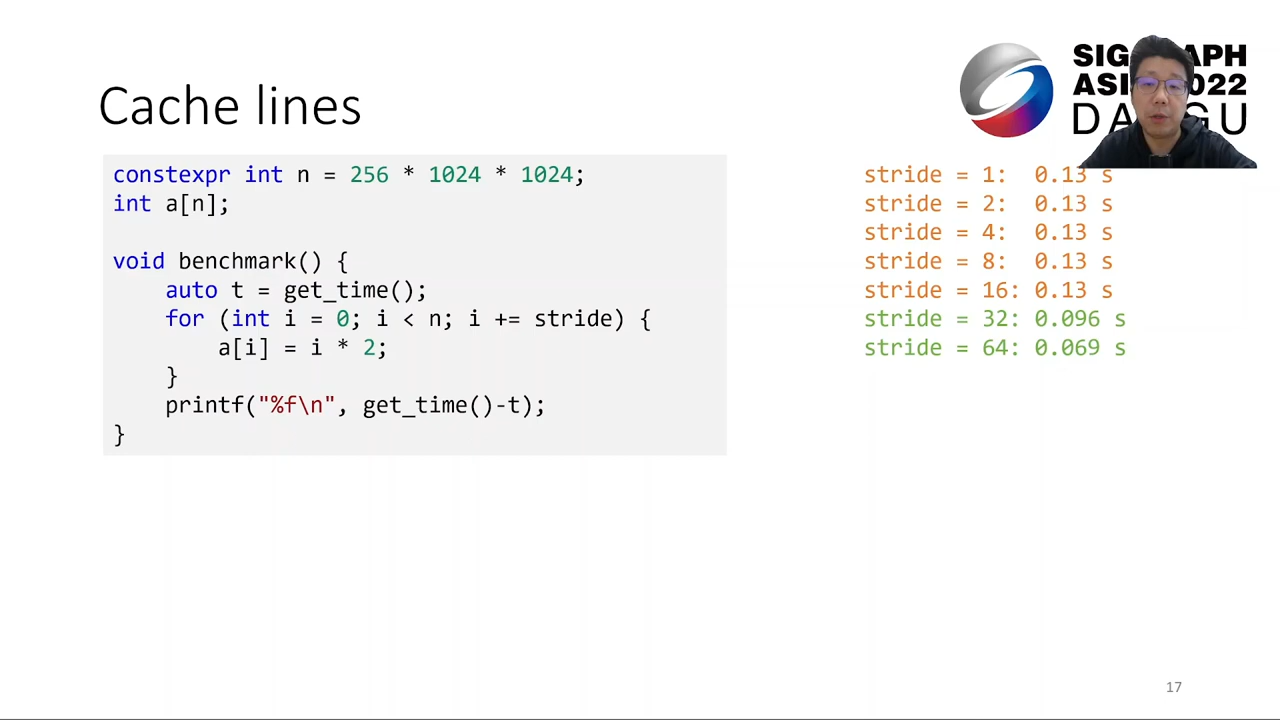 Cache lines
constexpr int n = 256 * 1024 * 1024;
int a[n];
void benchmark() {
    auto t = get_time();
    for (int i = 0; i < n; i += stride) {
        a[i] = i * 2;
    }
    printf("%f\n", get_time()-t);
}
stride = 1:  0.13 s
stride = 2:  0.13 s
stride = 4:  0.13 s
stride = 8:  0.13 s
stride = 16: 0.13 s
stride = 32: 0.096 s
stride = 64: 0.069 s
17